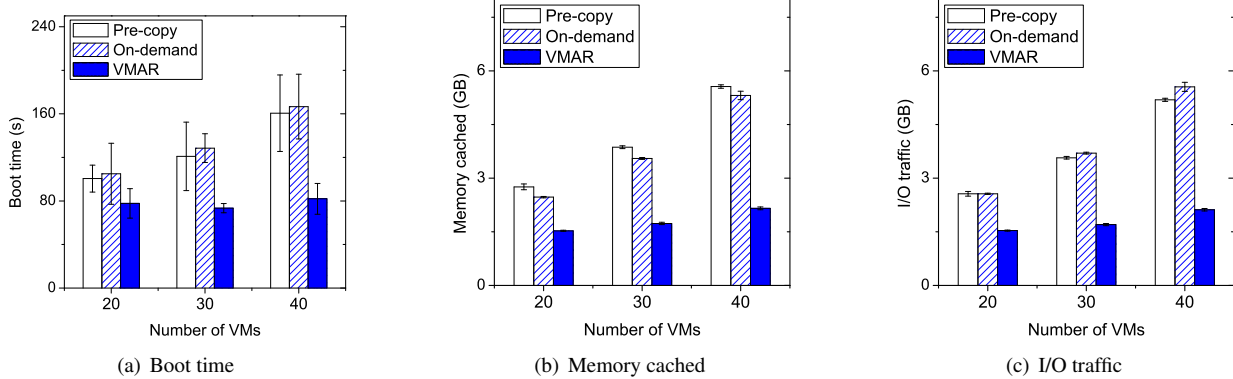 240
160
80
0
Boot time (s)
Pre-copy
On-demand
VMAR
20
30
40
Number of VMs
(a) Boot time
6
3
0
Memory cached (GB)
Pre-copy
On-demand
VMAR
20
30
40
Number of VMs
(b) Memory cached
6
3
0
I/O traffic (GB)
Pre-copy
On-demand
VMAR
20
30
40
Number of VMs
(c) I/O traffic